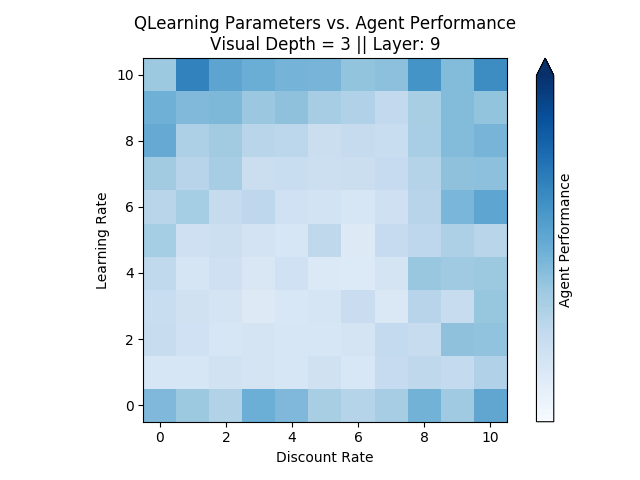 QLearning Parameters vs. Agent Performance
Visual Depth = 3 || Layer: 9
10
8
6
4
2
0
Learning Rate
0 2 4 6 8 10
Discount Rate
Agent Performance